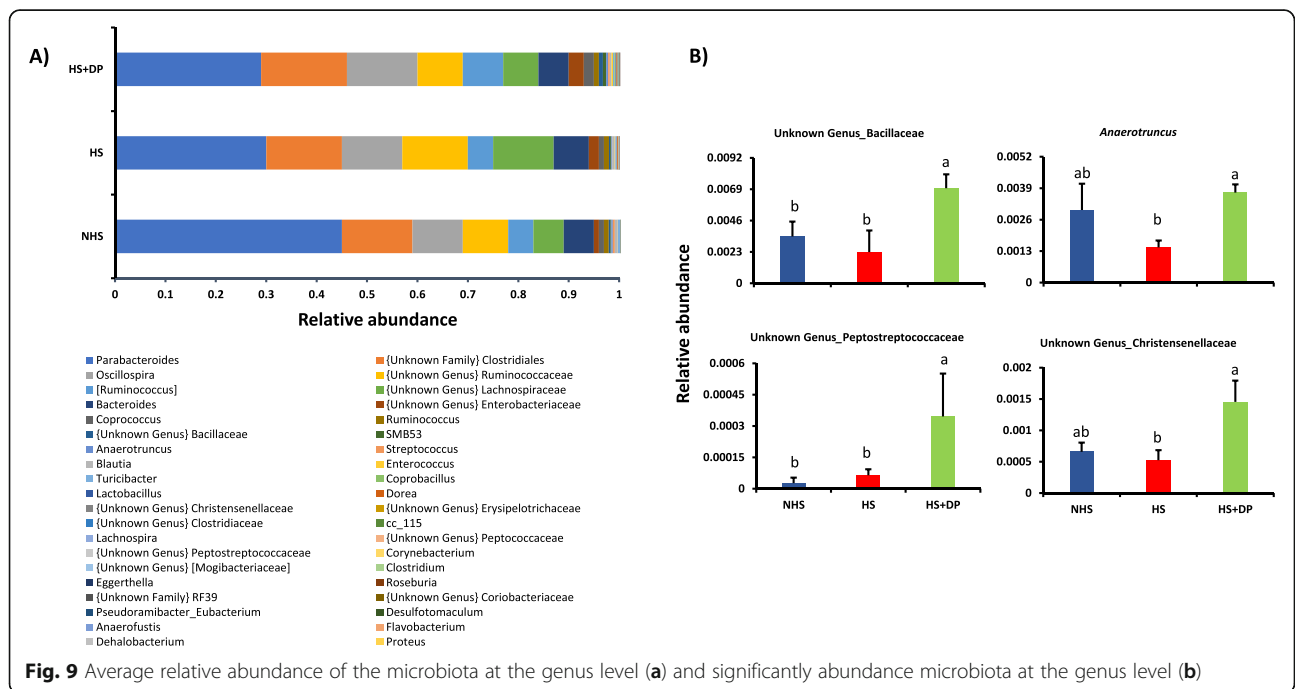 A)
HS+DP
HS
NHS
0 0.1 0.2 0.3 0.4 0.5 0.6 0.7 0.8 0.9 1
Relative abundance
Parabacteroides
{Unknown Family} Clostridiales
Oscillospira
{Unknown Genus} Ruminococcaceae
[Ruminococcus]
{Unknown Genus} Lachnospiraceae
Bacteroides
{Unknown Genus} Enterobacteriaceae
Coprococcus
Ruminococcus
{Unknown Genus} Bacillaceae
SMB53
Anaerotruncus
Streptococcus
Blautia
Enterococcus
Turicibacter
Coprobacillus
Lactobacillus
Dorea
{Unknown Genus} Christensenellaceae
{Unknown Genus} Erysipelotrichaceae
{Unknown Genus} Clostridiaceae
cc_115
Lachnospira
{Unknown Genus} Peptococcaceae
{Unknown Genus} Peptostreptococcaceae
Corynebacterium
{Unknown Genus} [Mogibacteriaceae]
Clostridium
Eggerthella
Roseburia
{Unknown Family} RF39
{Unknown Genus} Coriobacteriaceae
Pseudoramibacter_Eubacterium
Desulfotomaculum
Anaerofustis
Flavobacterium
Dehalobacterium
Proteus
B)
Relative abundance
Unknown Genus_Bacillaceae
0.0092
0.0069
0.0046
0.0023
0
b b a
Anaerotruncus
0.0052
0.0039
0.0026
0.0013
0
ab b a
Unknown Genus_Peptostreptococcaceae
0.0006
0.00045
0.0003
0.00015
0
b b a
NHS HS HS+DP
Unknown Genus_Christensenellaceae
0.002
0.0015
0.001
0.0005
0
ab b a
NHS HS HS+DP
Fig. 9 Average relative abundance of the microbiota at the genus level (a) and significantly abundance microbiota at the genus level (b)